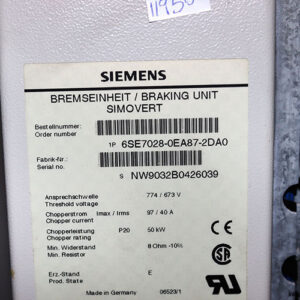 11950
SIEMENS
BREMSEINHEIT / BRAKING UNIT
SIMOVERT
Bestellnummer:
Order number
1P 6SE7028-0EA87-2DA0
Fabrik-Nr.:
Serial no.
S NW9032B0426039
Ansprechschwelle 774 / 673 V
Threshold voltage
Chopperstrom Imax / Irms 97 / 40 A
Chopper current
Chopperleistung P20 50 kW
Chopper rating
Min. Widerstand 8 Ohm -10%
Min. Resistor
Erz.-Stand E
Prod. State
Made in Germany 06523/1